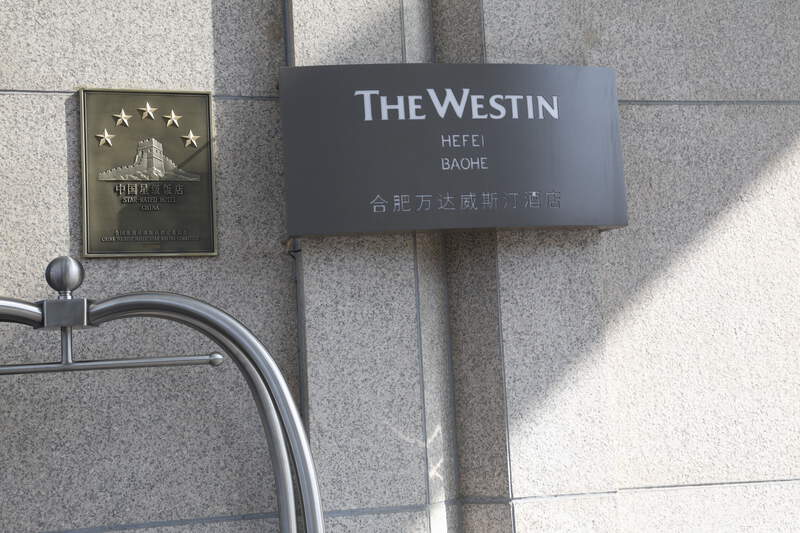 中国星级饭店
STAR-RATED HOTEL
CHINA
THE WESTIN
HEFEI
BAOHE
合肥万达威斯汀酒店